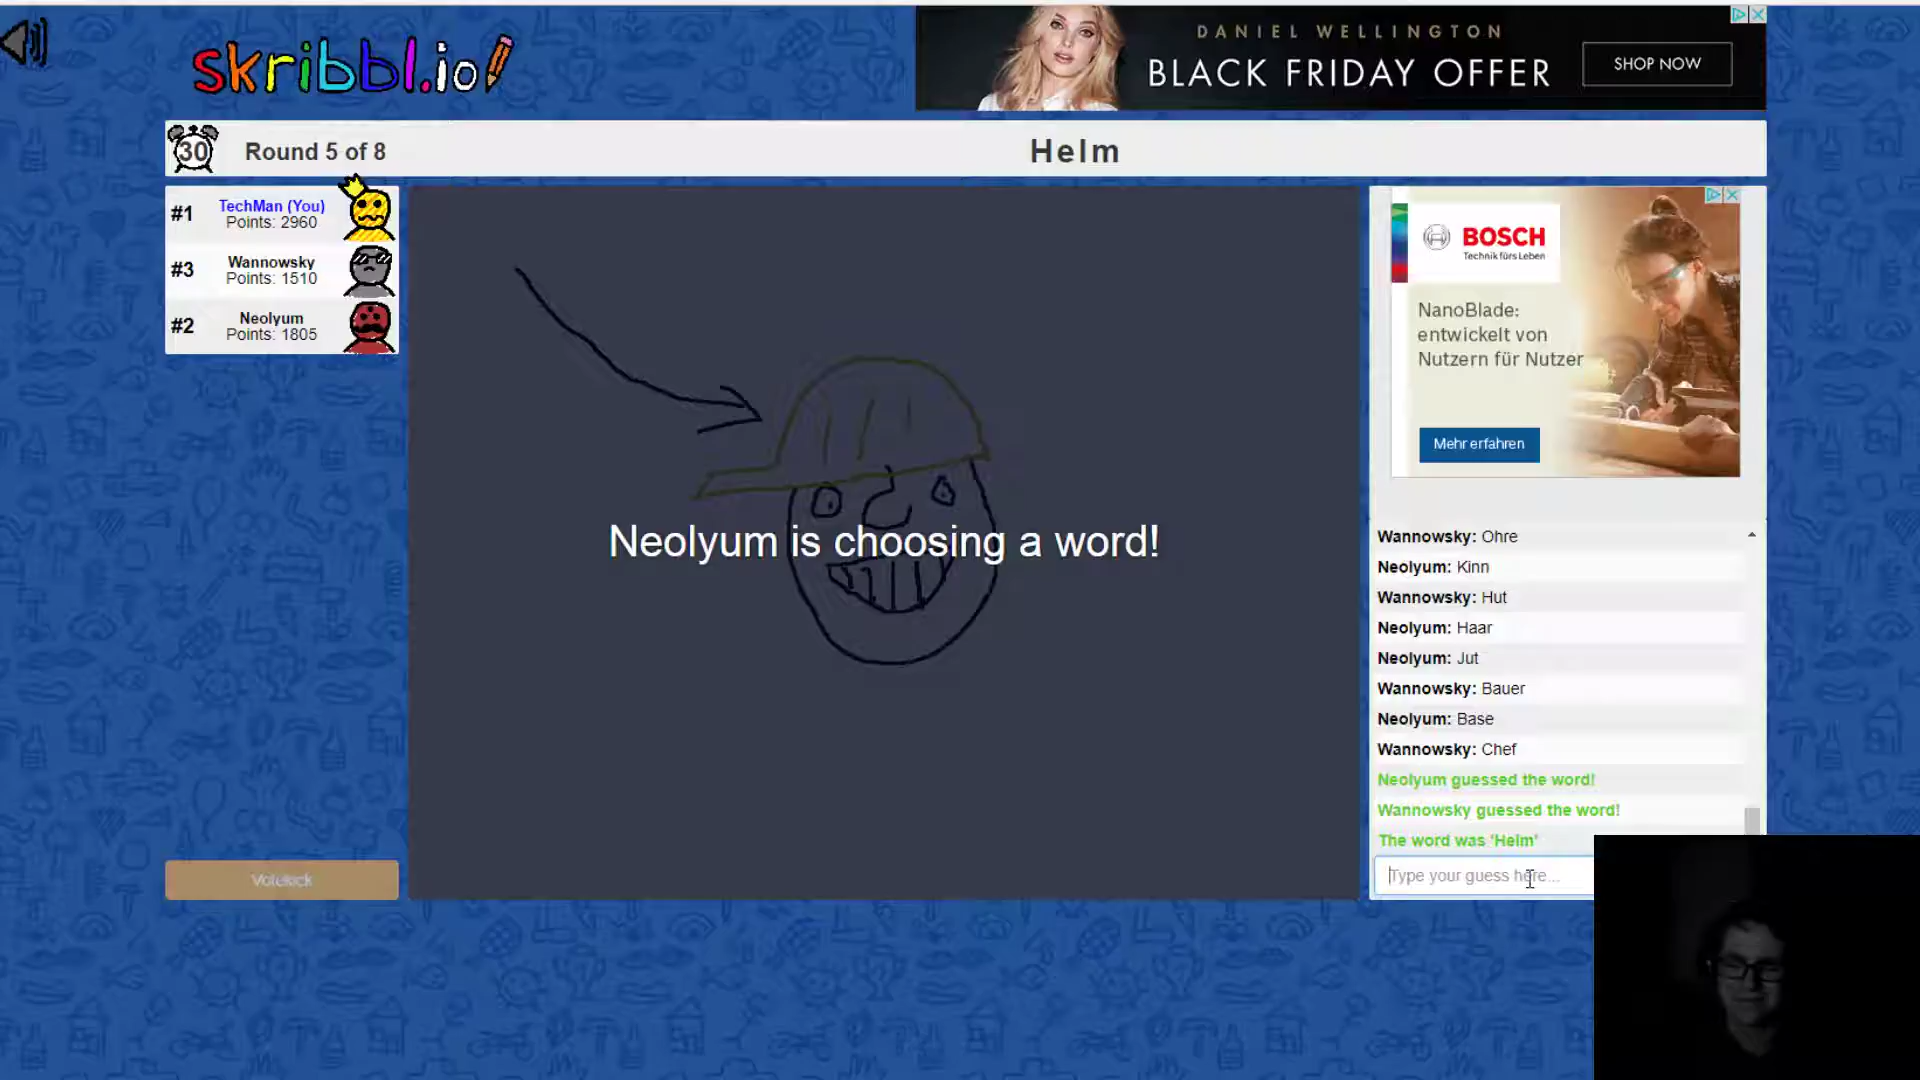 skribbl.io
DANIEL WELLINGTON
BLACK FRIDAY OFFER
SHOP NOW
30
Round 5 of 8
Helm
#1
TechMan (You)
Points: 2960
#3
Wannowsky
Points: 1510
#2
Neolyum
Points: 1805
Neolyum is choosing a word!
BOSCH
Technik fürs Leben
NanoBlade:
entwickelt von
Nutzern für Nutzer
Mehr erfahren
Wannowsky: Ohre
Neolyum: Kinn
Wannowsky: Hut
Neolyum: Haar
Neolyum: Jut
Wannowsky: Bauer
Neolyum: Base
Wannowsky: Chef
Neolyum guessed the word!
Wannowsky guessed the word!
The word was 'Helm'
Type your guess here...
Votekick